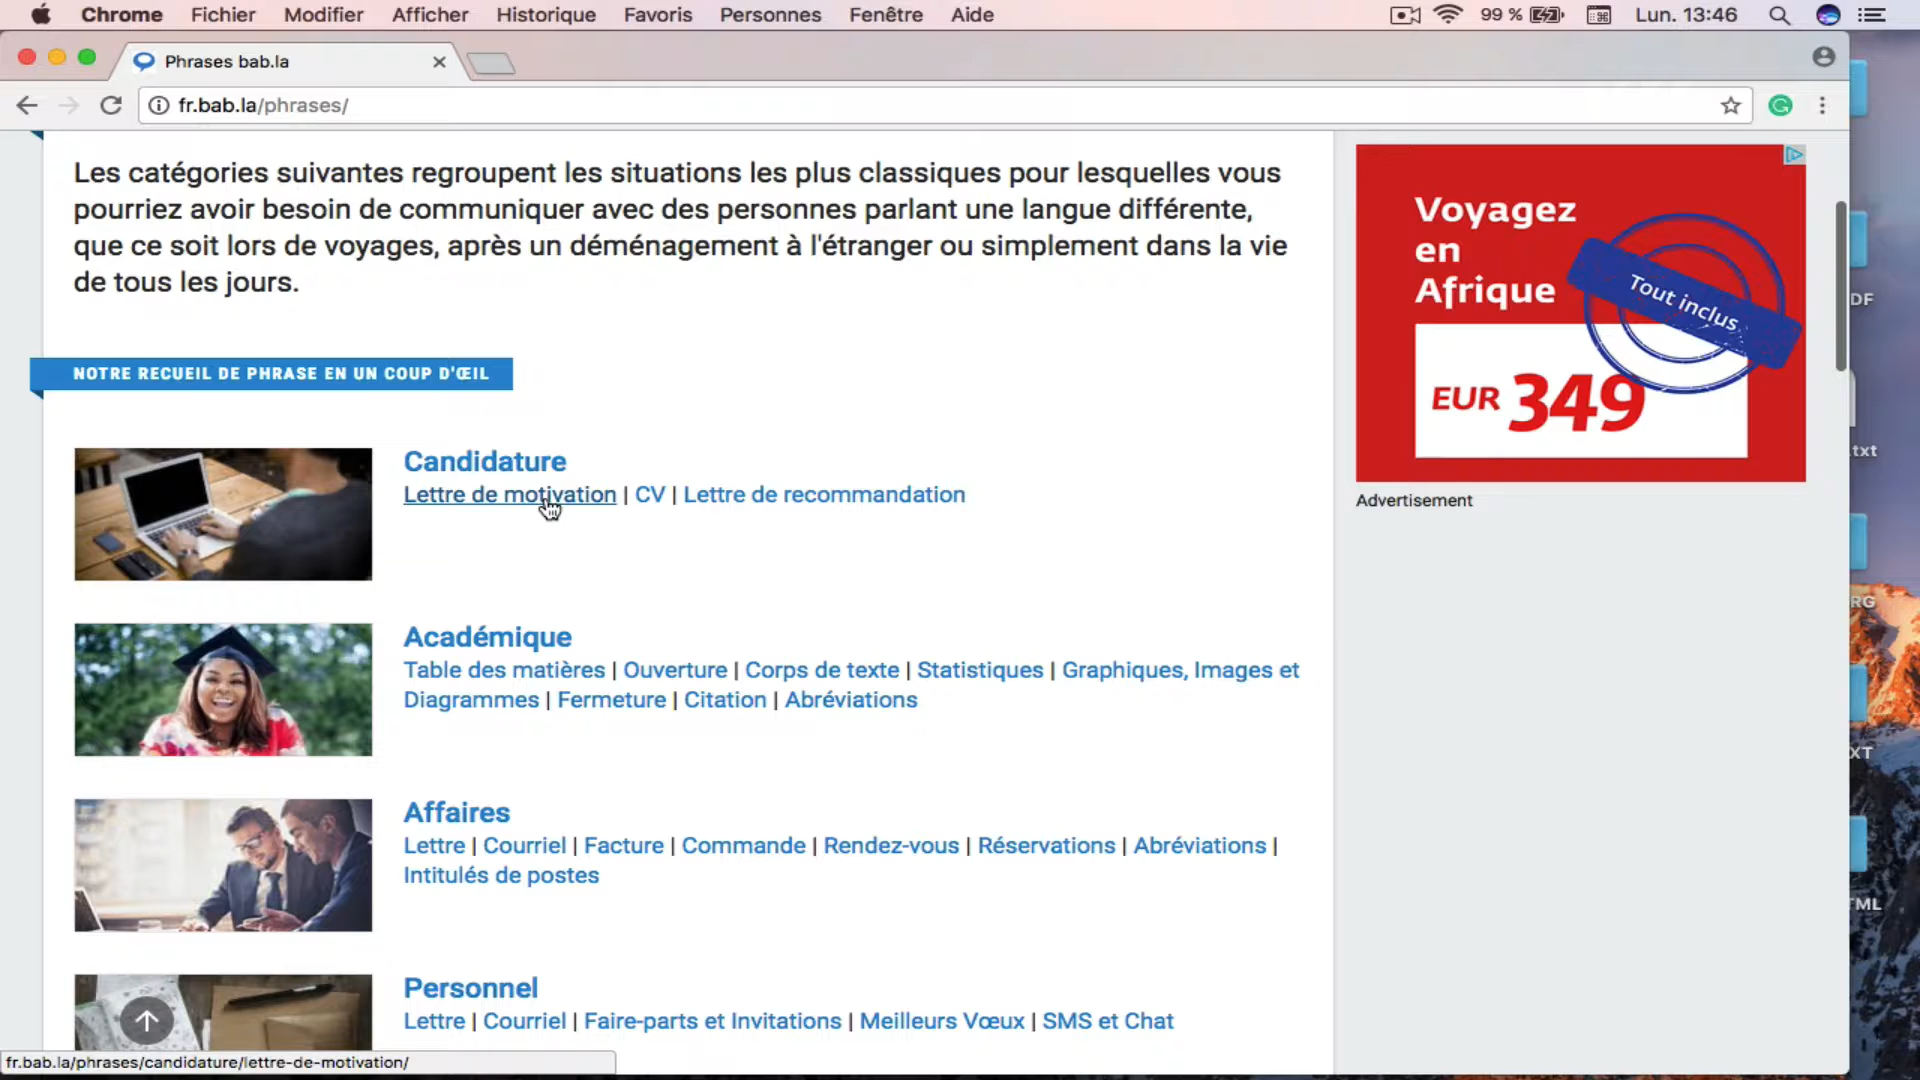 Chrome Fichier Modifier Afficher Historique Favoris Personnes Fenêtre Aide 99 % Lun. 13:46
Phrases bab.la
fr.bab.la/phrases/
Les catégories suivantes regroupent les situations les plus classiques pour lesquelles vous
pourriez avoir besoin de communiquer avec des personnes parlant une langue différente,
que ce soit lors de voyages, après un déménagement à l'étranger ou simplement dans la vie
de tous les jours.
NOTRE RECUEIL DE PHRASE EN UN COUP D'ŒIL
Candidature
Lettre de motivation | CV | Lettre de recommandation
Académique
Table des matières | Ouverture | Corps de texte | Statistiques | Graphiques, Images et
Diagrammes | Fermeture | Citation | Abréviations
Affaires
Lettre | Courriel | Facture | Commande | Rendez-vous | Réservations | Abréviations |
Intitulés de postes
Personnel
Lettre | Courriel | Faire-parts et Invitations | Meilleurs Vœux | SMS et Chat
fr.bab.la/phrases/candidature/lettre-de-motivation/
Voyagez
en
Afrique
Tout inclus
EUR 349
Advertisement
DF
.txt
RG
XT